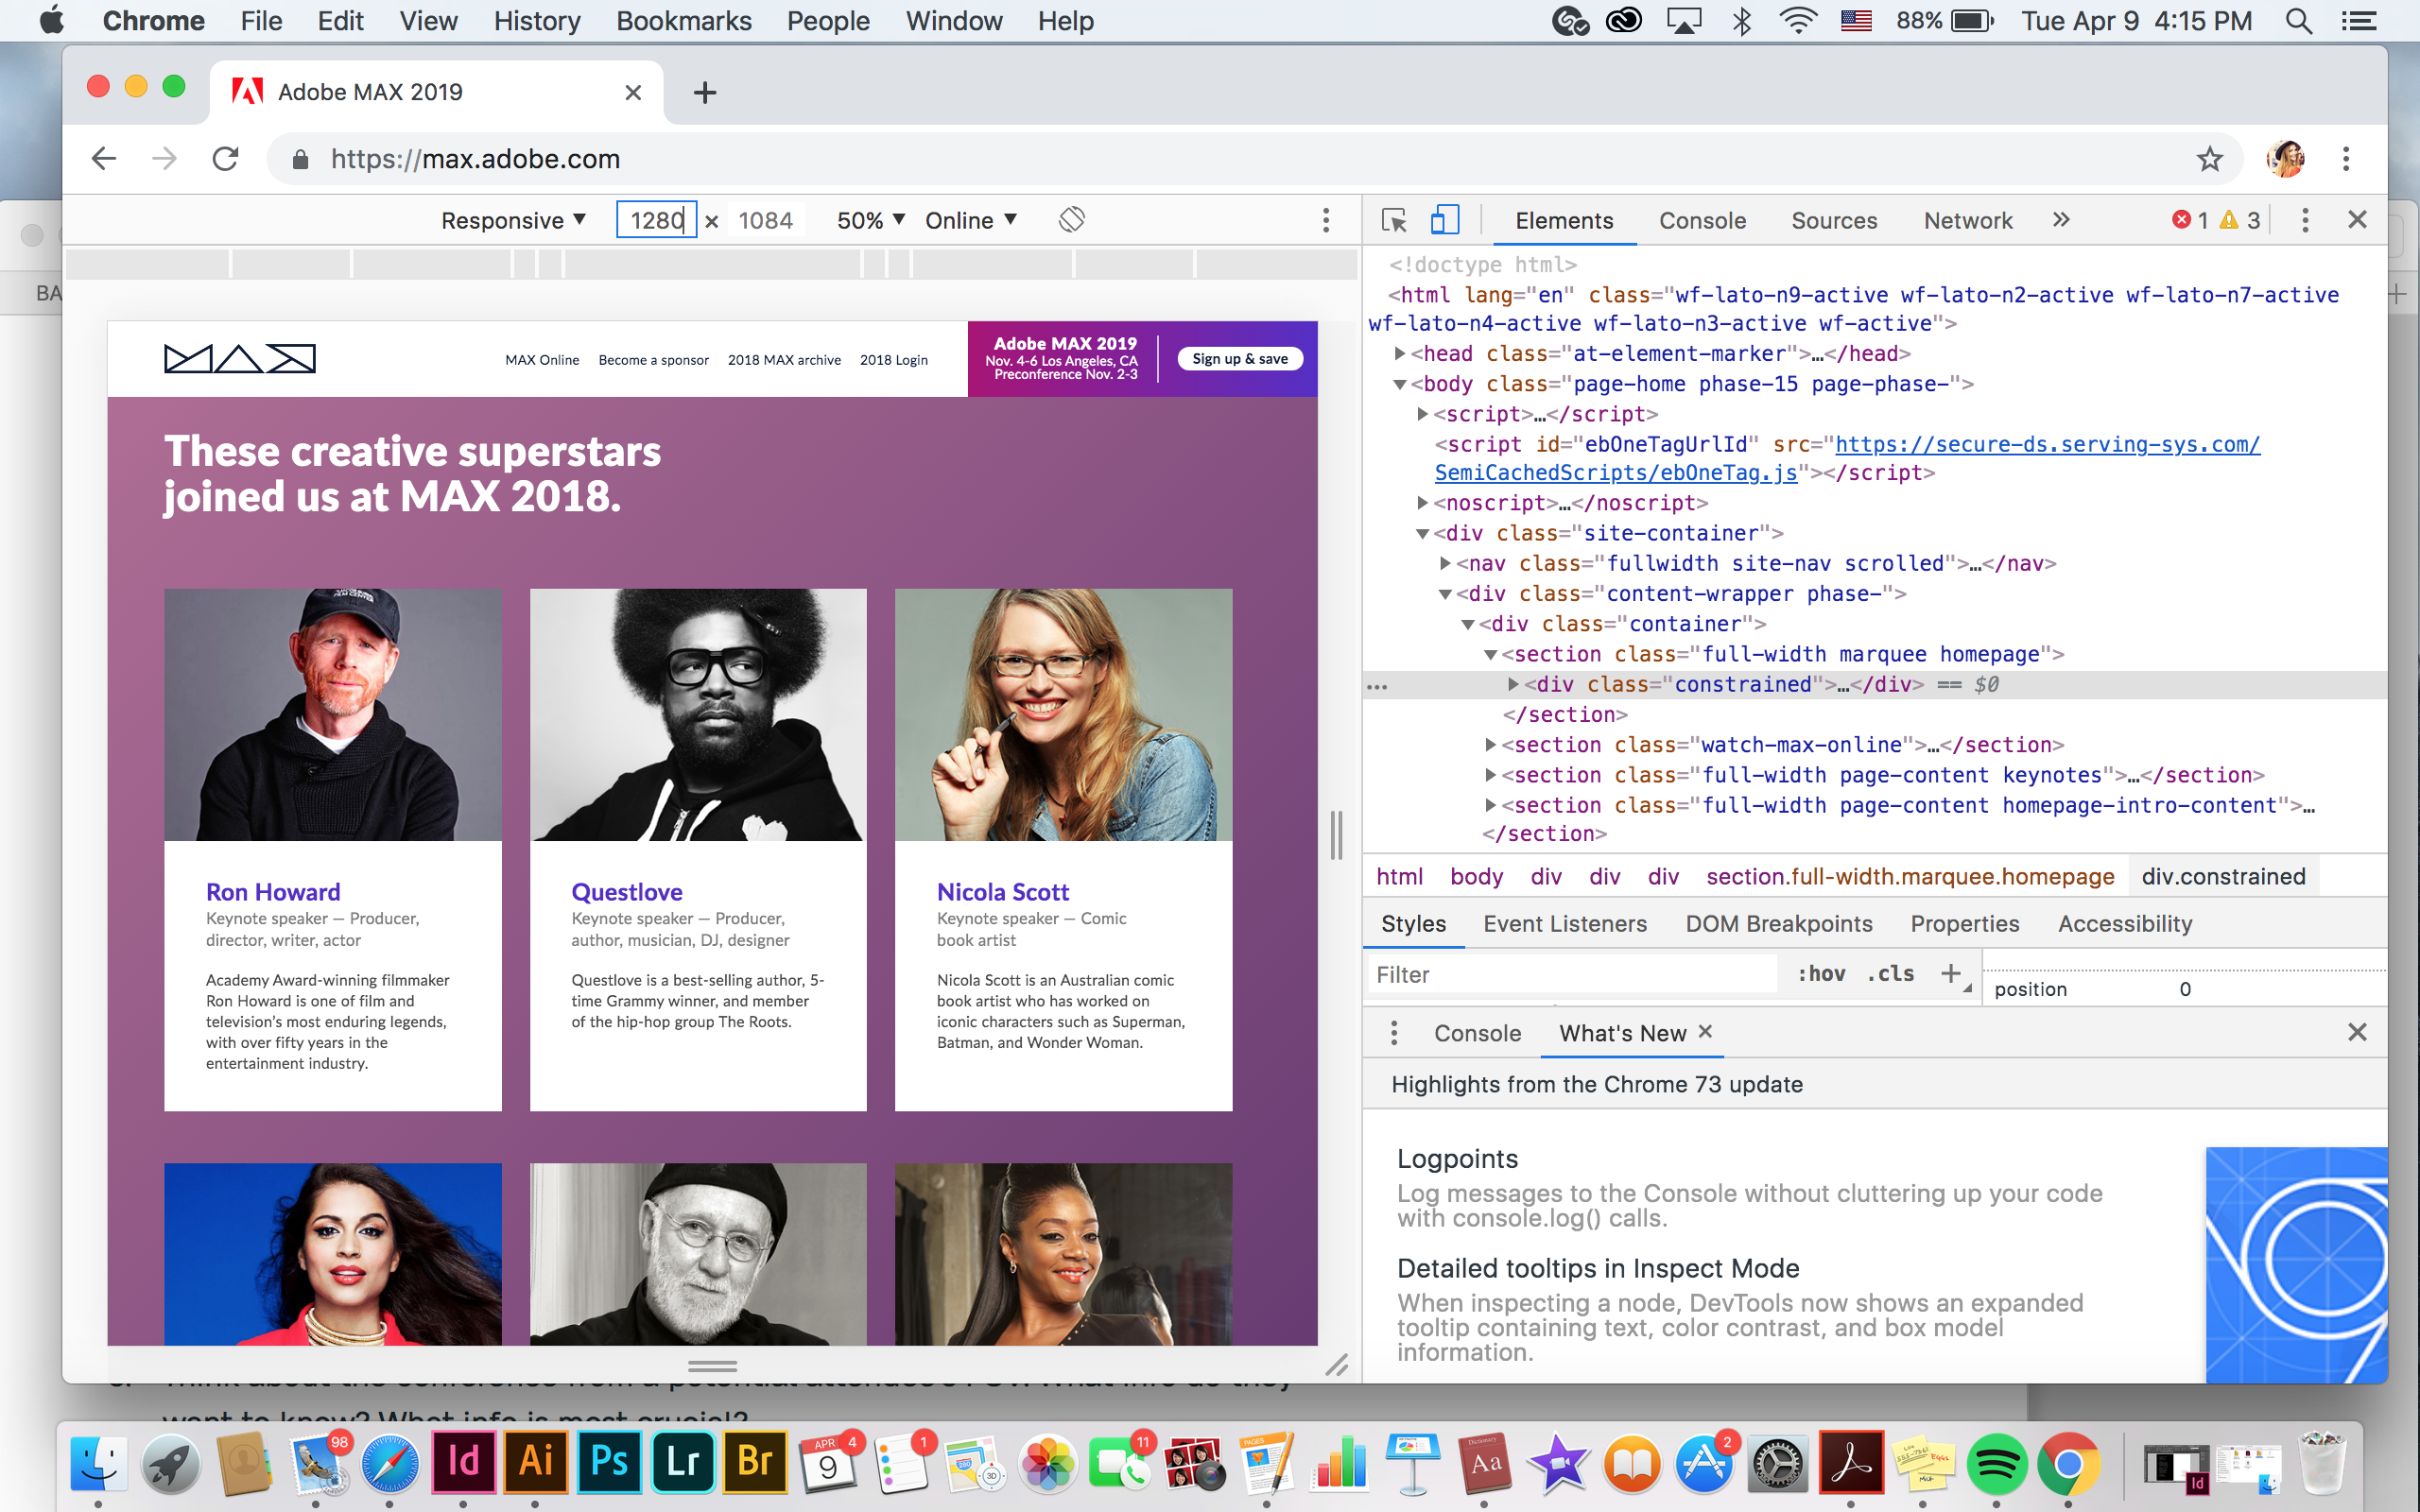 Chrome File Edit View History Bookmarks People Window Help 88% Tue Apr 9 4:15 PM
Adobe MAX 2019
https://max.adobe.com
BA
Responsive 1280 × 1084 50% Online
Elements Console Sources Network 1 3
MAX
MAX Online Become a sponsor 2018 MAX archive 2018 Login
Adobe MAX 2019
Nov. 4-6 Los Angeles, CA
Preconference Nov. 2-3
Sign up & save
These creative superstars
joined us at MAX 2018.
FILM CENTER
Ron Howard
Keynote speaker — Producer,
director, writer, actor
Academy Award-winning filmmaker
Ron Howard is one of film and
television's most enduring legends,
with over fifty years in the
entertainment industry.
Questlove
Keynote speaker — Producer,
author, musician, DJ, designer
Questlove is a best-selling author, 5-
time Grammy winner, and member
of the hip-hop group The Roots.
Nicola Scott
Keynote speaker — Comic
book artist
Nicola Scott is an Australian comic
book artist who has worked on
iconic characters such as Superman,
Batman, and Wonder Woman.
<!doctype html>
<html lang="en" class="wf-lato-n9-active wf-lato-n2-active wf-lato-n7-active
wf-lato-n4-active wf-lato-n3-active wf-active">
<head class="at-element-marker">…</head>
<body class="page-home phase-15 page-phase-">
<script>…</script>
<script id="ebOneTagUrlId" src="https://secure-ds.serving-sys.com/
SemiCachedScripts/ebOneTag.js"></script>
<noscript>…</noscript>
<div class="site-container">
<nav class="fullwidth site-nav scrolled">…</nav>
<div class="content-wrapper phase-">
<div class="container">
<section class="full-width marquee homepage">
… <div class="constrained">…</div> == $0
</section>
<section class="watch-max-online">…</section>
<section class="full-width page-content keynotes">…</section>
<section class="full-width page-content homepage-intro-content">…
</section>
html body div div div section.full-width.marquee.homepage div.constrained
Styles Event Listeners DOM Breakpoints Properties Accessibility
Filter :hov .cls +
position 0
Console What's New
Highlights from the Chrome 73 update
Logpoints
Log messages to the Console without cluttering up your code
with console.log() calls.
Detailed tooltips in Inspect Mode
When inspecting a node, DevTools now shows an expanded
tooltip containing text, color contrast, and box model
information.
want to know? What info is most crucial?
98 Id Ai Ps Lr Br APR 9 4 1 3D 11 PAGES Dictionary Aa 2 Id